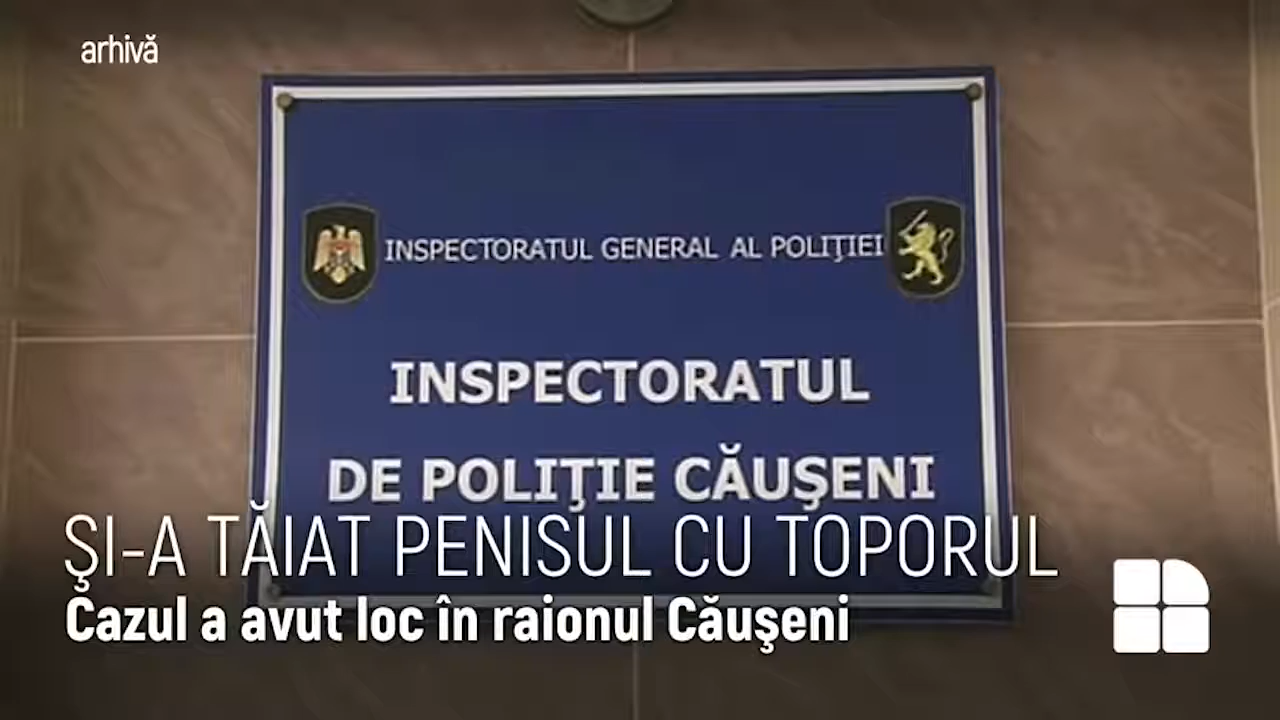 arhivă
INSPECTORATUL GENERAL AL POLIŢIEI
INSPECTORATUL
DE POLIŢIE CĂUŞENI
ŞI-A TĂIAT PENISUL CU TOPORUL
Cazul a avut loc în raionul Căuşeni